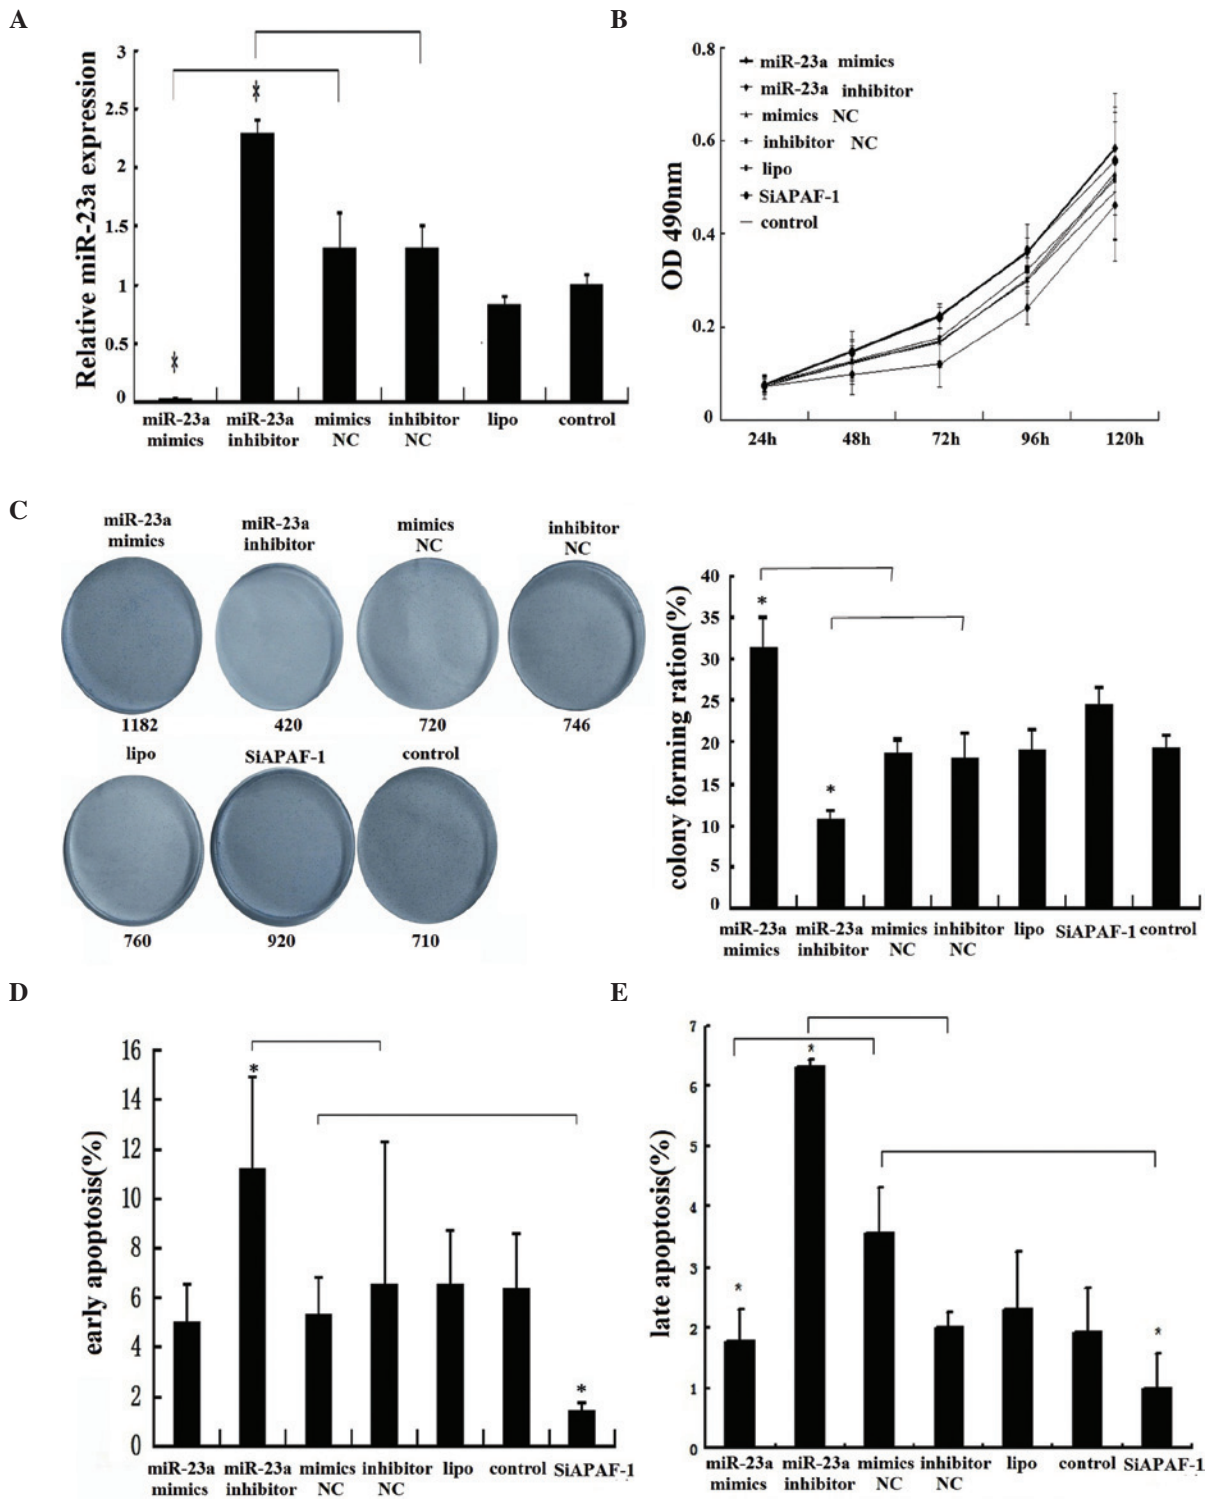 A
Relative miR-23a expression
3
2.5
2
1.5
1
0.5
0
miR-23a mimics
miR-23a inhibitor
mimics NC
inhibitor NC
lipo
control
B
OD 490nm
0.8
0.6
0.4
0.2
0
miR-23a mimics
miR-23a inhibitor
mimics NC
inhibitor NC
lipo
SiAPAF-1
control
24h 48h 72h 96h 120h
C
miR-23a mimics
miR-23a inhibitor
mimics NC
inhibitor NC
1182 420 720 746
lipo SiAPAF-1 control
760 920 710
colony forming ration(%)
40
35
30
25
20
15
10
5
0
* *
miR-23a mimics
miR-23a inhibitor
mimics NC
inhibitor NC
lipo
SiAPAF-1
control
D
early apoptosis(%)
16
14
12
10
8
6
4
2
0
* *
miR-23a mimics
miR-23a inhibitor
mimics NC
inhibitor NC
lipo
control
SiAPAF-1
E
late apoptosis(%)
7
6
5
4
3
2
1
0
* * *
miR-23a mimics
miR-23a inhibitor
mimics NC
inhibitor NC
lipo
control
SiAPAF-1